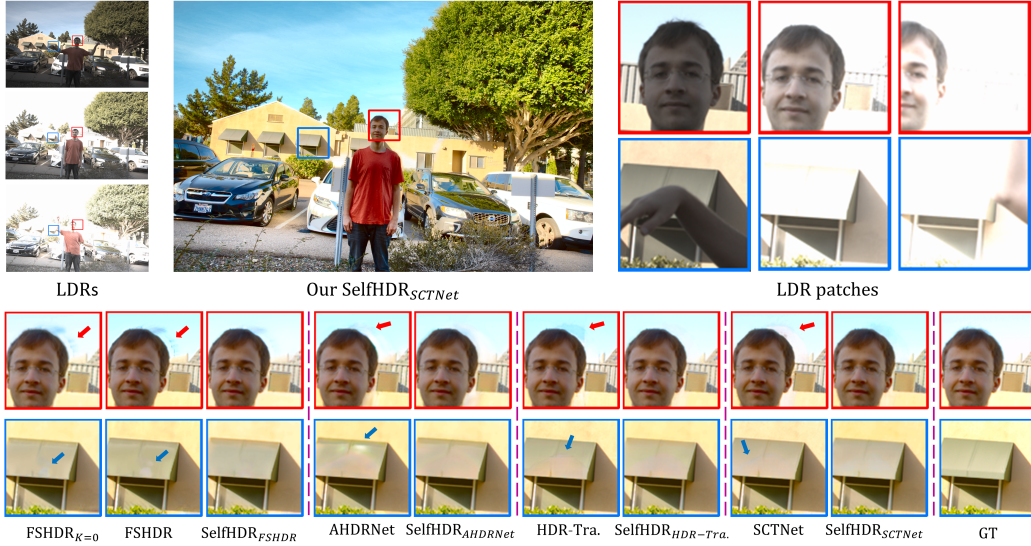 LDRs
Our SelfHDR_SCTNet
LDR patches
FSHDR_K=0
FSHDR
SelfHDR_FSHDR
AHDRNet
SelfHDR_AHDRNet
HDR-Tra.
SelfHDR_HDR−Tra.
SCTNet
SelfHDR_SCTNet
GT